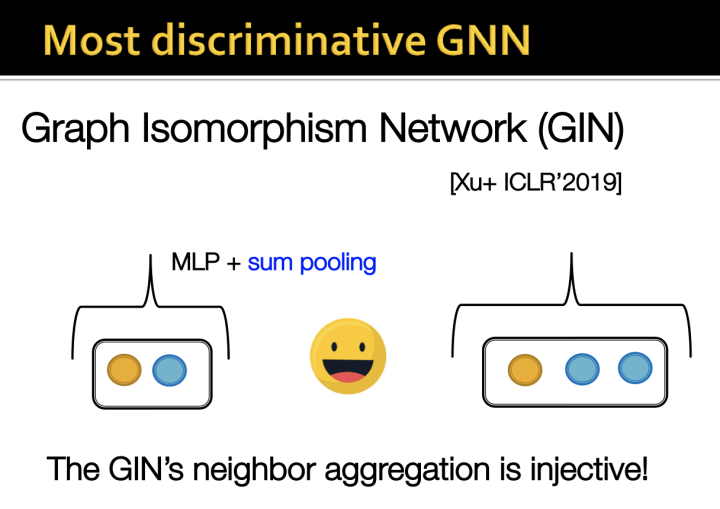 Most discriminative GNN
Graph Isomorphism Network (GIN)
[Xu+ ICLR'2019]
MLP + sum pooling
The GIN's neighbor aggregation is injective!